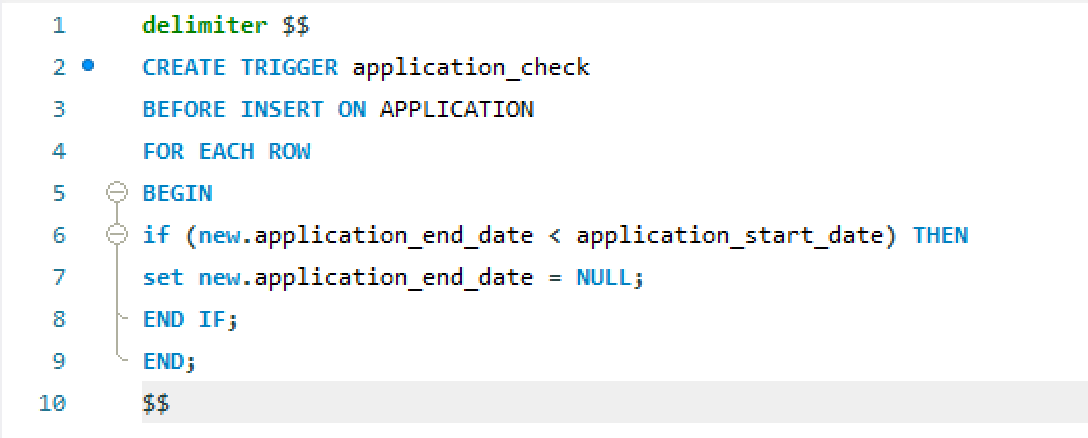 1 delimiter $$
2 CREATE TRIGGER application_check
3 BEFORE INSERT ON APPLICATION
4 FOR EACH ROW
5 BEGIN
6 if (new.application_end_date < application_start_date) THEN
7 set new.application_end_date = NULL;
8 END IF;
9 END;
10 $$